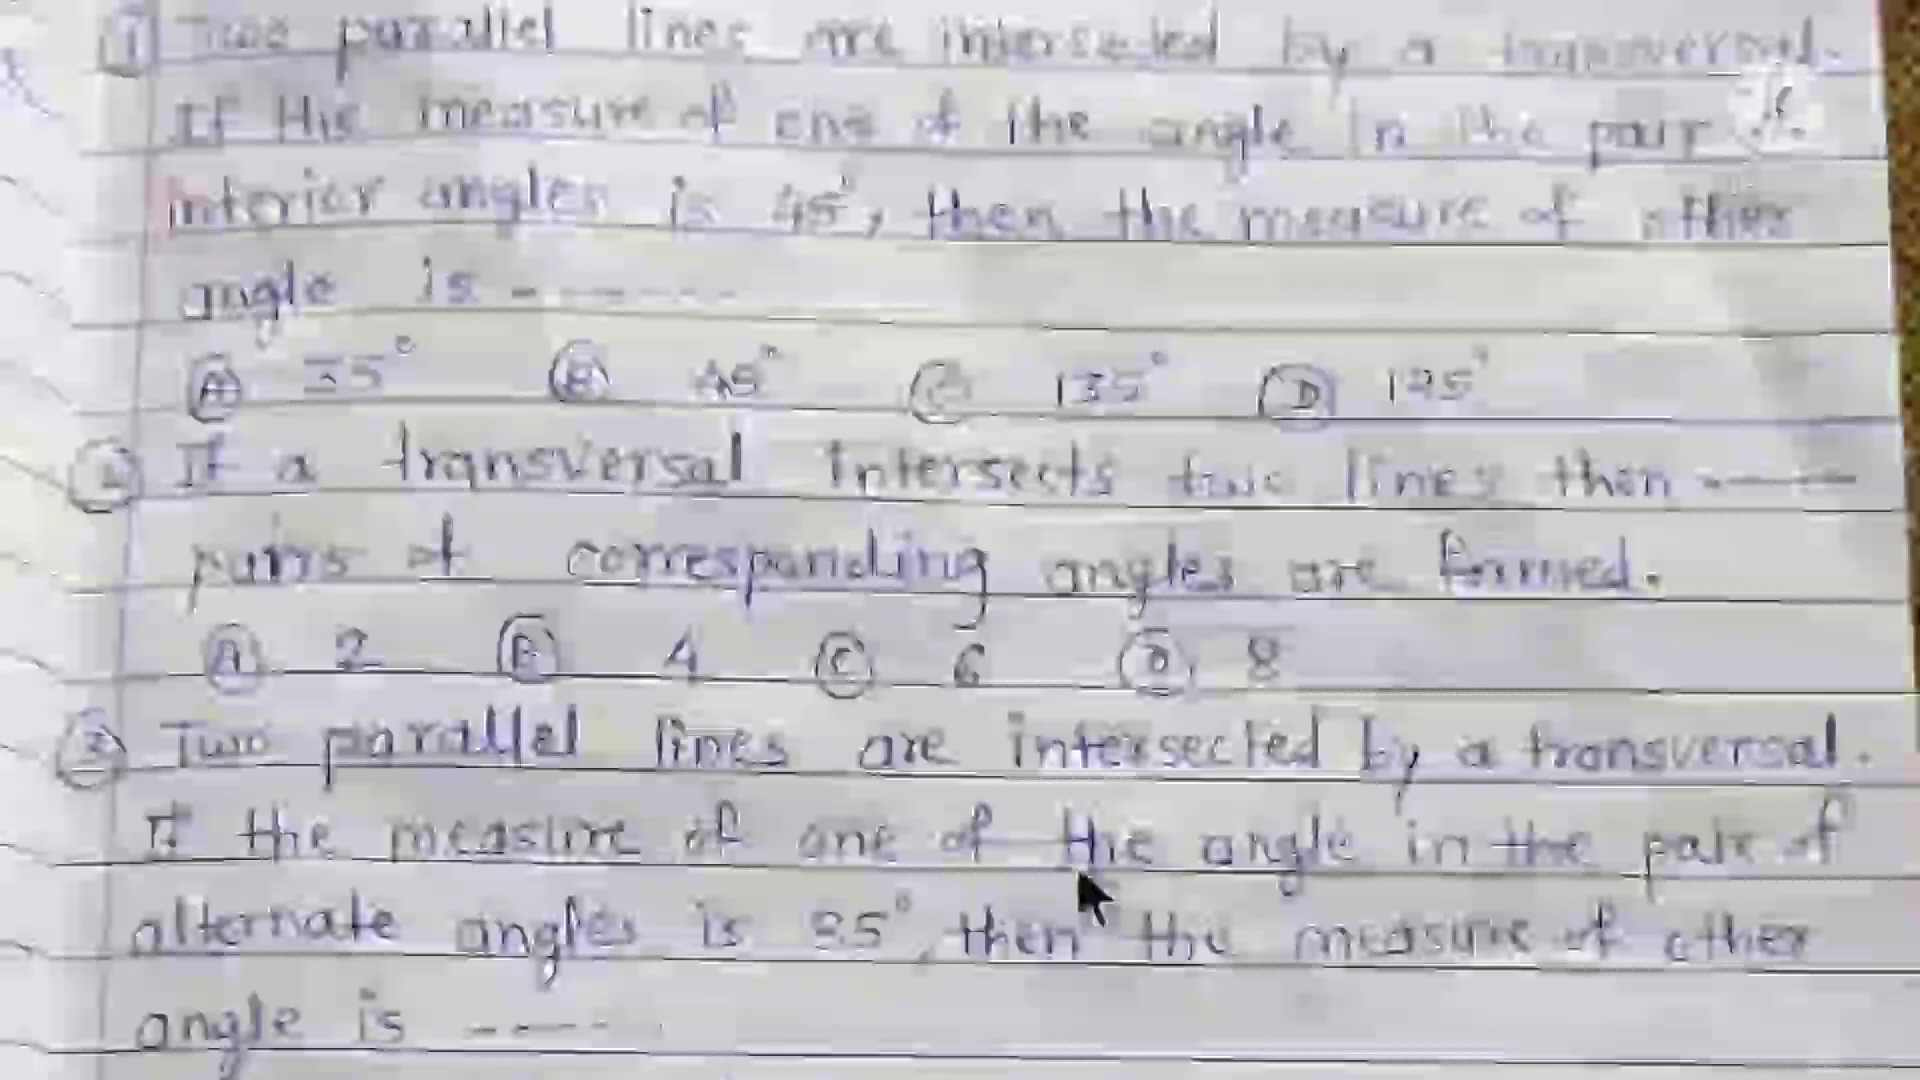 ① Two parallel lines are intersected by a transversal.
If the measure of one of the angle in the pair of
interior angles is 45°, then the measure of other
angle is ------
Ⓐ 35° Ⓑ 45° Ⓒ 135° Ⓓ
② If a transversal intersects two lines then -----
pairs of corresponding angles are formed.
Ⓐ 2 Ⓑ 4 Ⓒ 6 Ⓓ 8
③ Two parallel lines are intersected by a transversal.
If the measure of one of the angle in the pair of
alternate angles is then the measure of other
angle is -----